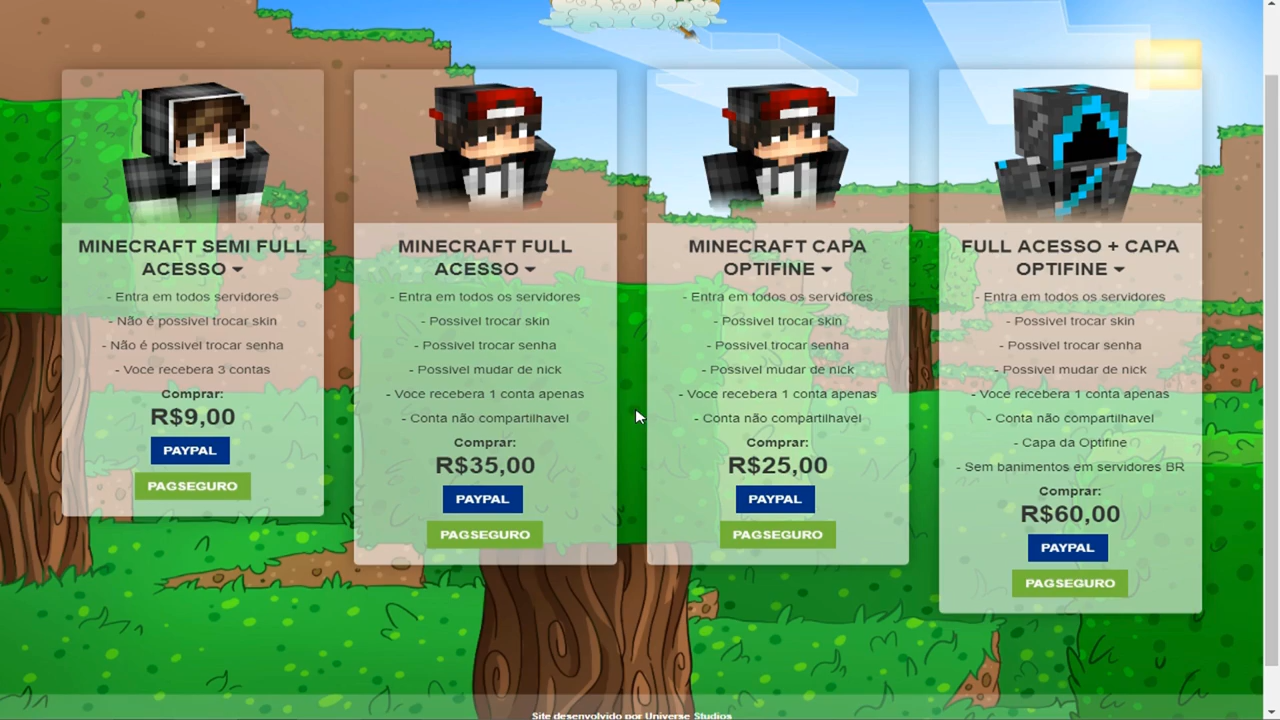 MINECRAFT SEMI FULL
ACESSO
- Entra em todos servidores
- Não é possivel trocar skin
- Não é possivel trocar senha
- Voce recebera 3 contas
Comprar:
R$9,00
PAYPAL
PAGSEGURO
MINECRAFT FULL
ACESSO
- Entra em todos os servidores
- Possivel trocar skin
- Possivel trocar senha
- Possivel mudar de nick
- Voce recebera 1 conta apenas
- Conta não compartilhavel
Comprar:
R$35,00
PAYPAL
PAGSEGURO
MINECRAFT CAPA
OPTIFINE
- Entra em todos os servidores
- Possivel trocar skin
- Possivel trocar senha
- Possivel mudar de nick
- Voce recebera 1 conta apenas
- Conta não compartilhavel
Comprar:
R$25,00
PAYPAL
PAGSEGURO
FULL ACESSO + CAPA
OPTIFINE
- Entra em todos os servidores
- Possivel trocar skin
- Possivel trocar senha
- Possivel mudar de nick
- Voce recebera 1 conta apenas
- Conta não compartilhavel
- Capa da Optifine
- Sem banimentos em servidores BR
Comprar:
R$60,00
PAYPAL
PAGSEGURO
Site desenvolvido por Universe Studios